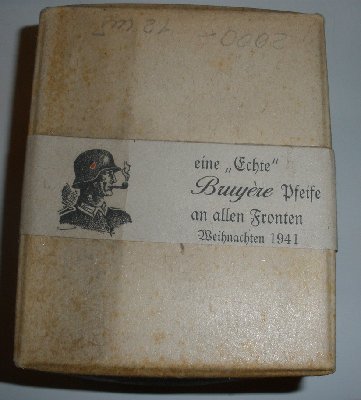 eine „Echte“
Bruyère Pfeife
an allen Fronten
Weihnachten 1941